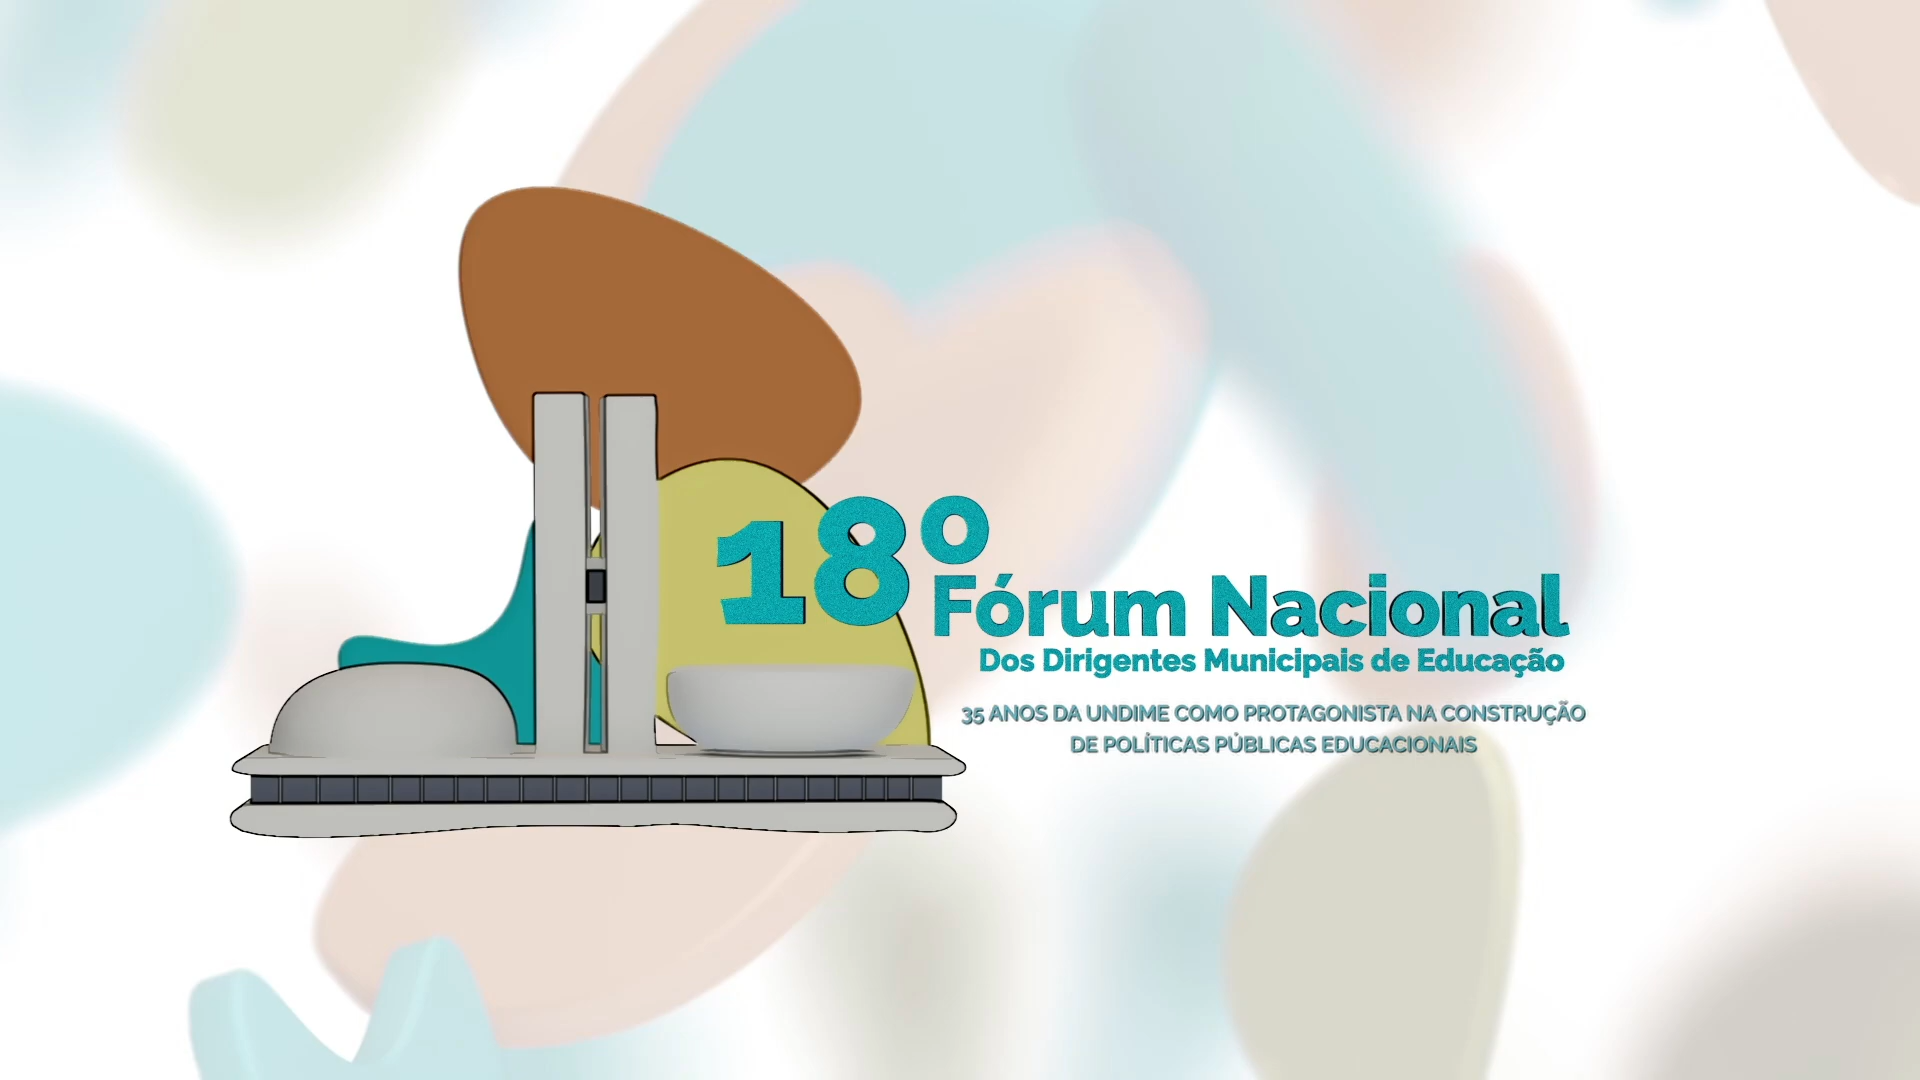 18º
Fórum Nacional
Dos Dirigentes Municipais de Educação
35 ANOS DA UNDIME COMO PROTAGONISTA NA CONSTRUÇÃO
DE POLÍTICAS PÚBLICAS EDUCACIONAIS